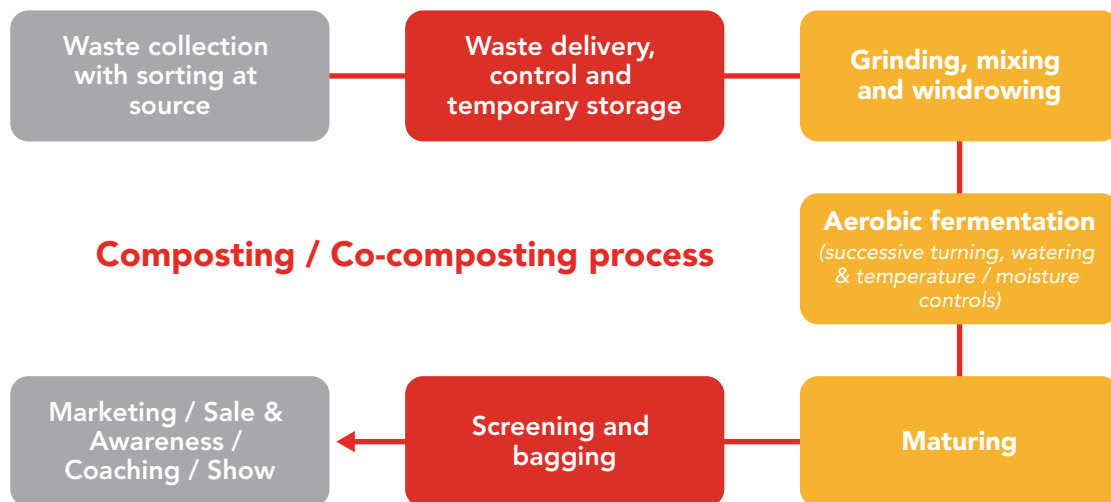 Waste collection
with sorting at
source
Waste delivery,
control and
temporary storage
Grinding, mixing
and windrowing
Composting / Co-composting process
Aerobic fermentation
(successive turning, watering
& temperature / moisture
controls)
Marketing / Sale &
Awareness /
Coaching / Show
Screening and
bagging
Maturing